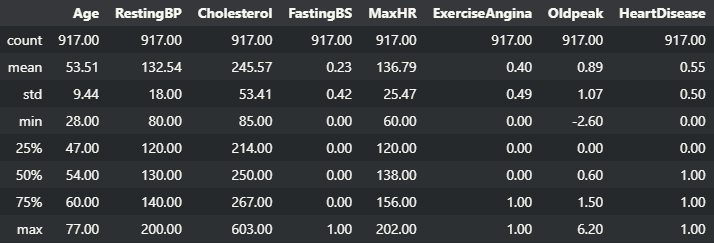 Age RestingBP Cholesterol FastingBS MaxHR ExerciseAngina Oldpeak HeartDisease
count 917.00 917.00 917.00 917.00 917.00 917.00 917.00 917.00
mean 53.51 132.54 245.57 0.23 136.79 0.40 0.89 0.55
std 9.44 18.00 53.41 0.42 25.47 0.49 1.07 0.50
min 28.00 80.00 85.00 0.00 60.00 0.00 -2.60 0.00
25% 47.00 120.00 214.00 0.00 120.00 0.00 0.00 0.00
50% 54.00 130.00 250.00 0.00 138.00 0.00 0.60 1.00
75% 60.00 140.00 267.00 0.00 156.00 1.00 1.50 1.00
max 77.00 200.00 603.00 1.00 202.00 1.00 6.20 1.00